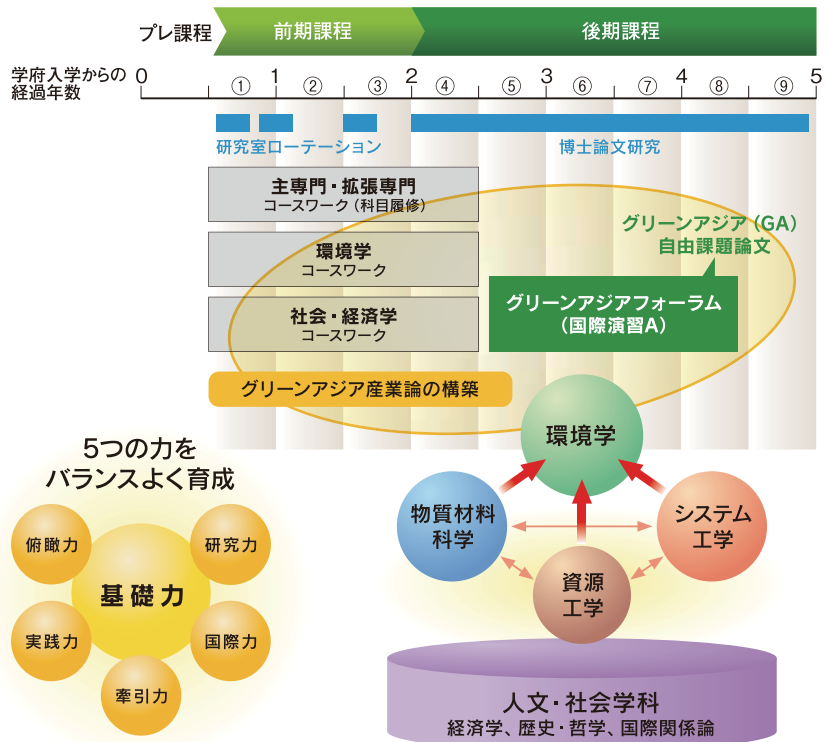 プレ課程
前期課程
後期課程
学府入学からの
経過年数
0 1 2 3 4 5
① ② ③ ④ ⑤ ⑥ ⑦ ⑧ ⑨
研究室ローテーション
博士論文研究
主専門・拡張専門
コースワーク（科目履修）
環境学
コースワーク
社会・経済学
コースワーク
グリーンアジア（GA）
自由課題論文
グリーンアジアフォーラム
（国際演習A）
グリーンアジア産業論の構築
5つの力を
バランスよく育成
俯瞰力
研究力
基礎力
実践力
国際力
牽引力
環境学
物質材料
科学
システム
工学
資源
工学
人文・社会学科
経済学、歴史・哲学、国際関係論